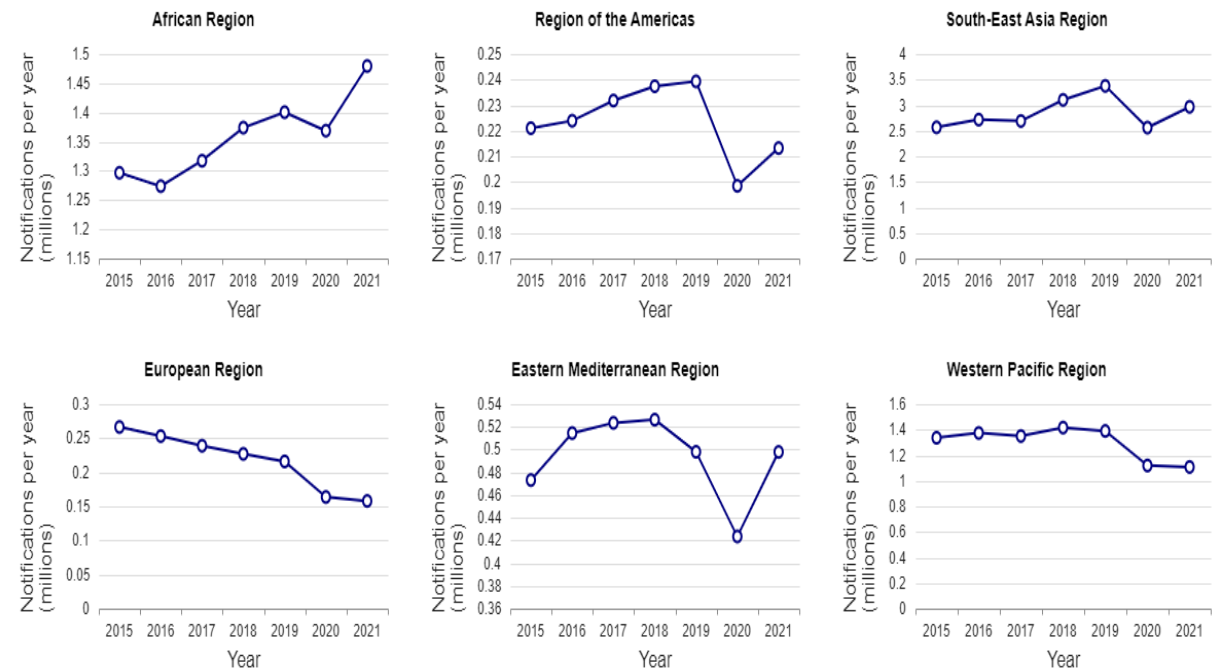 African Region
Notifications per year
(millions)
1.5
1.45
1.4
1.35
1.3
1.25
1.2
1.15
2015 2016 2017 2018 2019 2020 2021
Year
Region of the Americas
Notifications per year
(millions)
0.25
0.24
0.23
0.22
0.21
0.2
0.19
0.18
0.17
2015 2016 2017 2018 2019 2020 2021
Year
South-East Asia Region
Notifications per year
(millions)
4
3.5
3
2.5
2
1.5
1
0.5
0
2015 2016 2017 2018 2019 2020 2021
Year
European Region
Notifications per year
(millions)
0.3
0.25
0.2
0.15
0.1
0.05
0
2015 2016 2017 2018 2019 2020 2021
Year
Eastern Mediterranean Region
Notifications per year
(millions)
0.54
0.52
0.5
0.48
0.46
0.44
0.42
0.4
0.38
0.36
2015 2016 2017 2018 2019 2020 2021
Year
Western Pacific Region
Notifications per year
(millions)
1.6
1.4
1.2
1
0.8
0.6
0.4
0.2
0
2015 2016 2017 2018 2019 2020 2021
Year